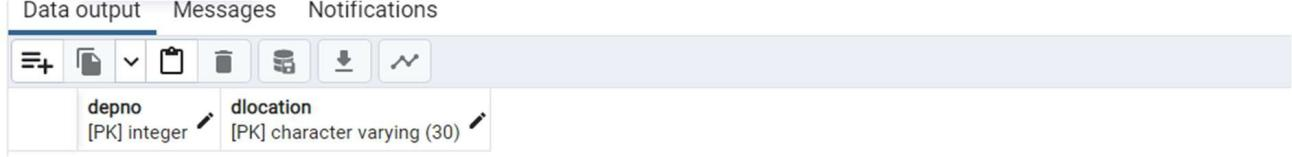 Data output Messages Notifications
depno dlocation
[PK] integer [PK] character varying (30)